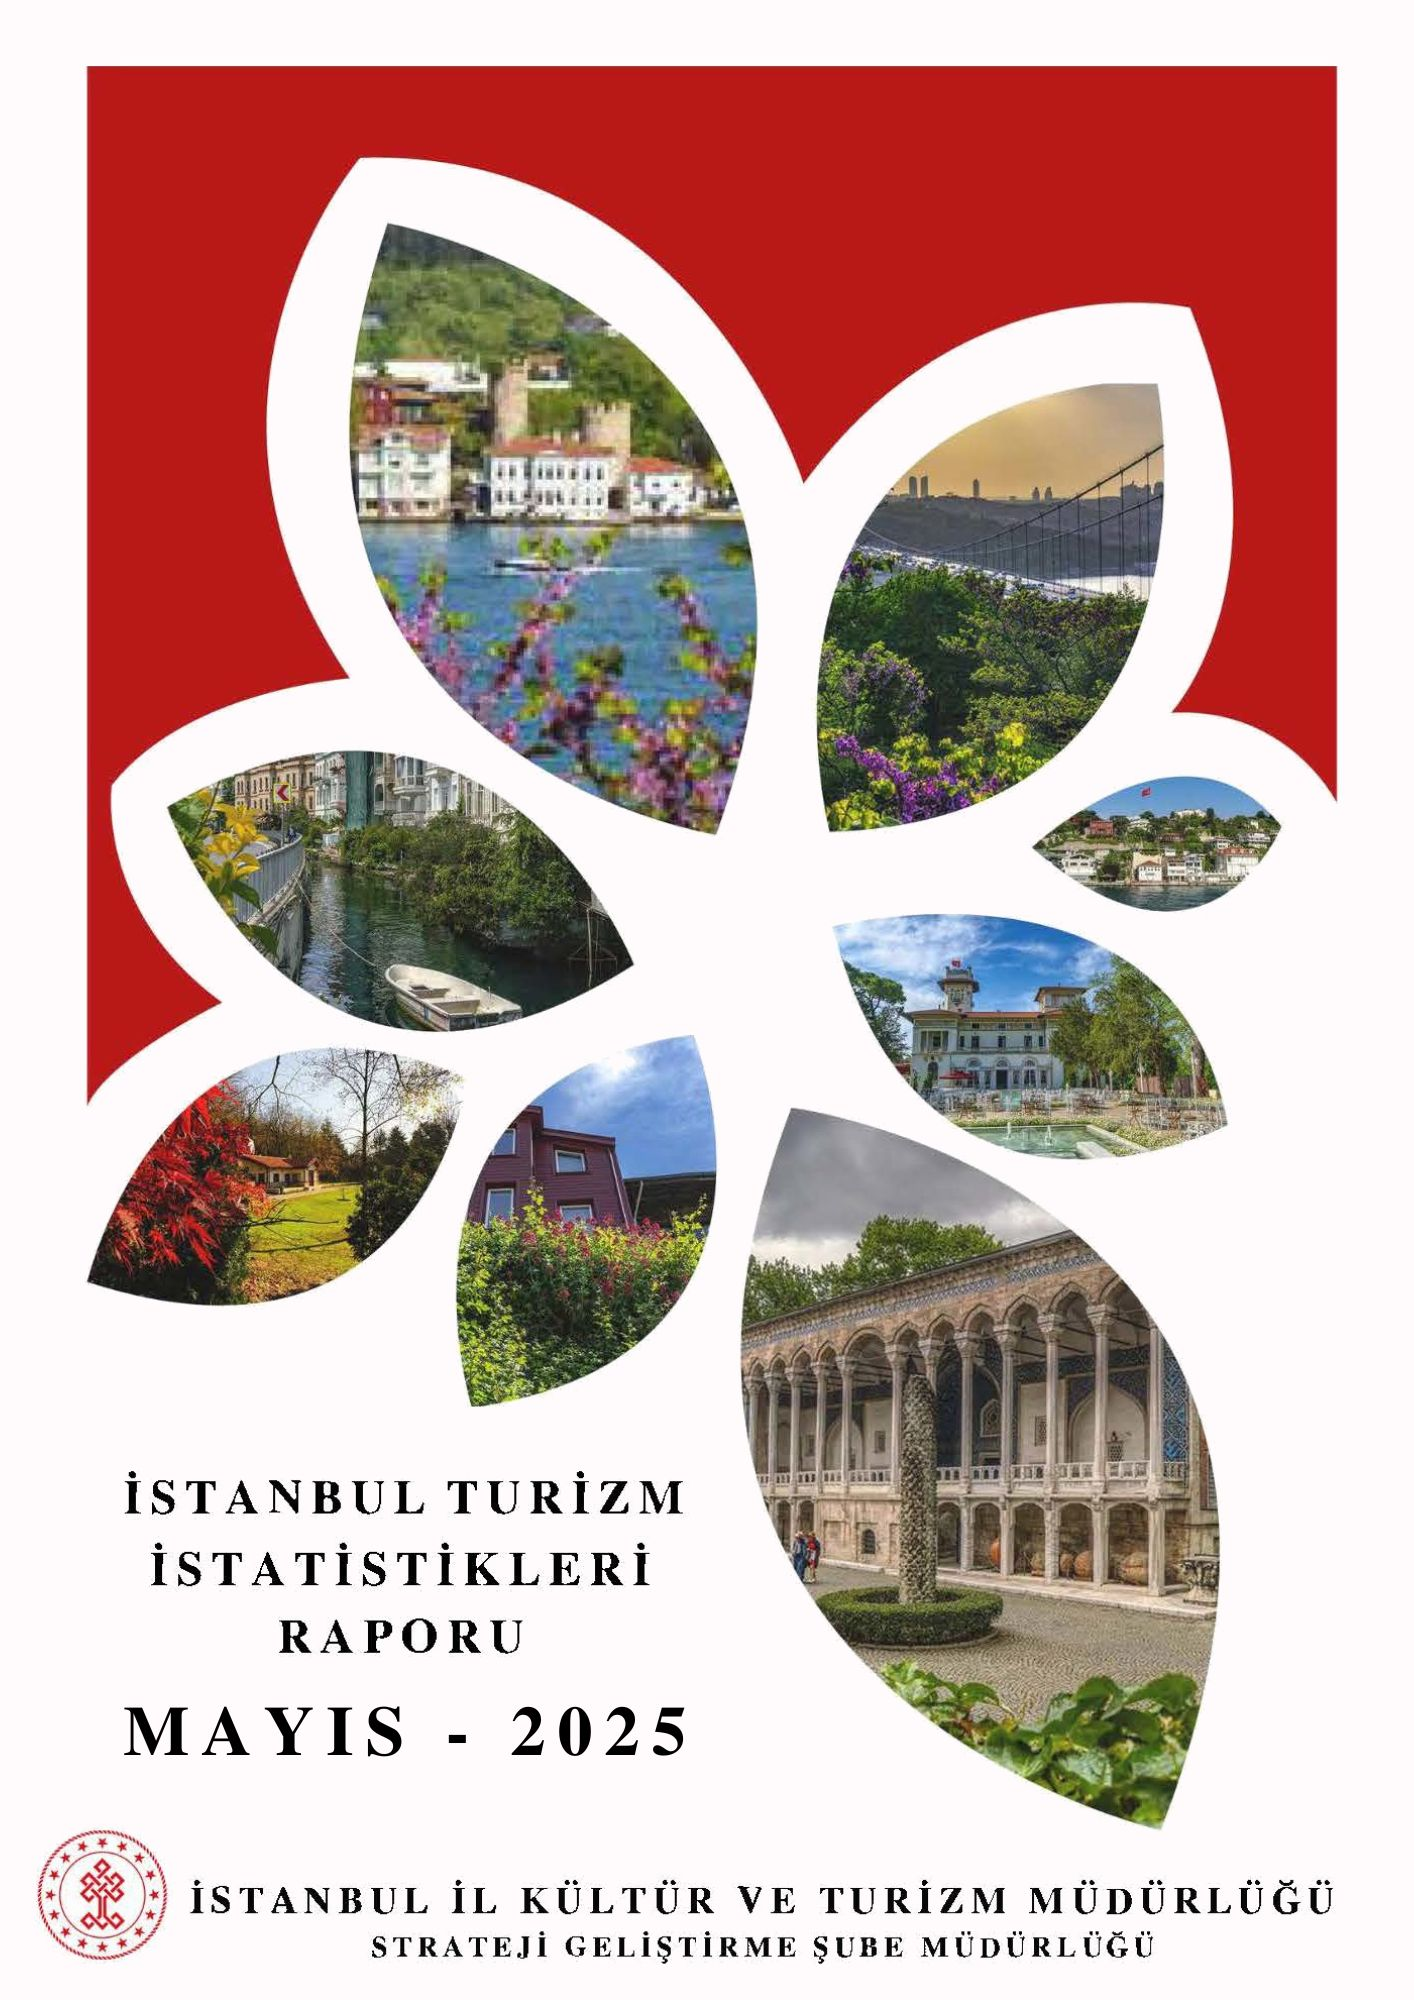 İSTANBUL TURİZM
İSTATİSTİKLERİ
RAPORU
MAYIS - 2025
İSTANBUL İL KÜLTÜR VE TURİZM MÜDÜRLÜĞÜ
STRATEJİ GELİŞTİRME ŞUBE MÜDÜRLÜĞÜ